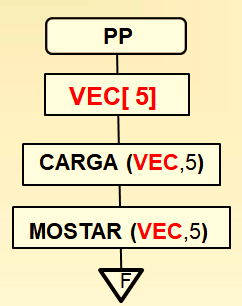 PP
VEC[ 5]
CARGA (VEC,5)
MOSTAR (VEC,5)
F